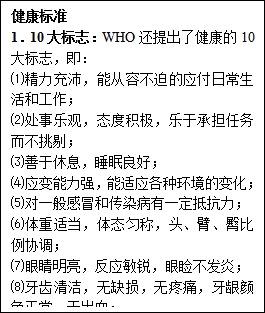 健康标准
1．10大标志：WHO还提出了健康的10
大标志，即：
⑴精力充沛，能从容不迫的应付日常生
活和工作；
⑵处事乐观，态度积极，乐于承担任务
而不挑剔；
⑶善于休息，睡眠良好；
⑷应变能力强，能适应各种环境的变化；
⑸对一般感冒和传染病有一定抵抗力；
⑹体重适当，体态匀称，头、臂、臀比
例协调；
⑺眼睛明亮，反应敏锐，眼睑不发炎；
⑻牙齿清洁，无缺损，无疼痛，牙龈颜
色正常，无出血；